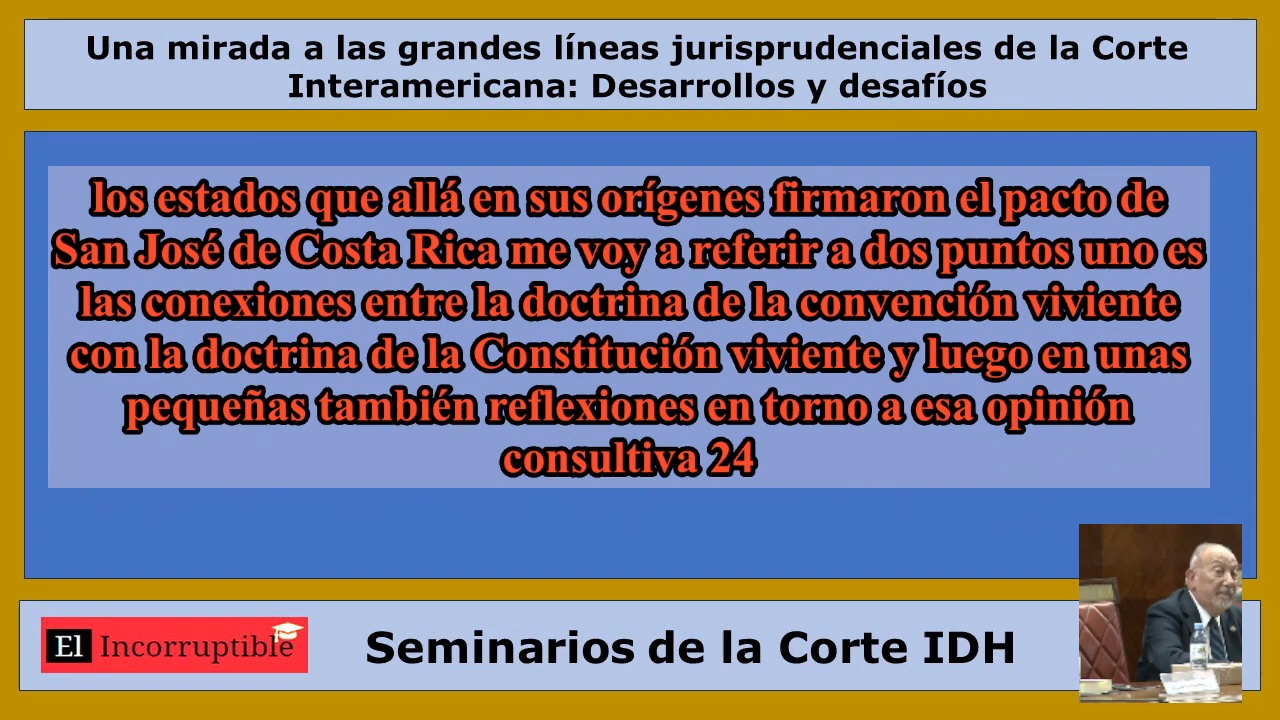 Una mirada a las grandes líneas jurisprudenciales de la Corte
Interamericana: Desarrollos y desafíos
los estados que allá en sus orígenes firmaron el pacto de
San José de Costa Rica me voy a referir a dos puntos uno es
las conexiones entre la doctrina de la convención viviente
con la doctrina de la Constitución viviente y luego en unas
pequeñas también reflexiones en torno a esa opinión
consultiva 24
El Incorruptible
Seminarios de la Corte IDH